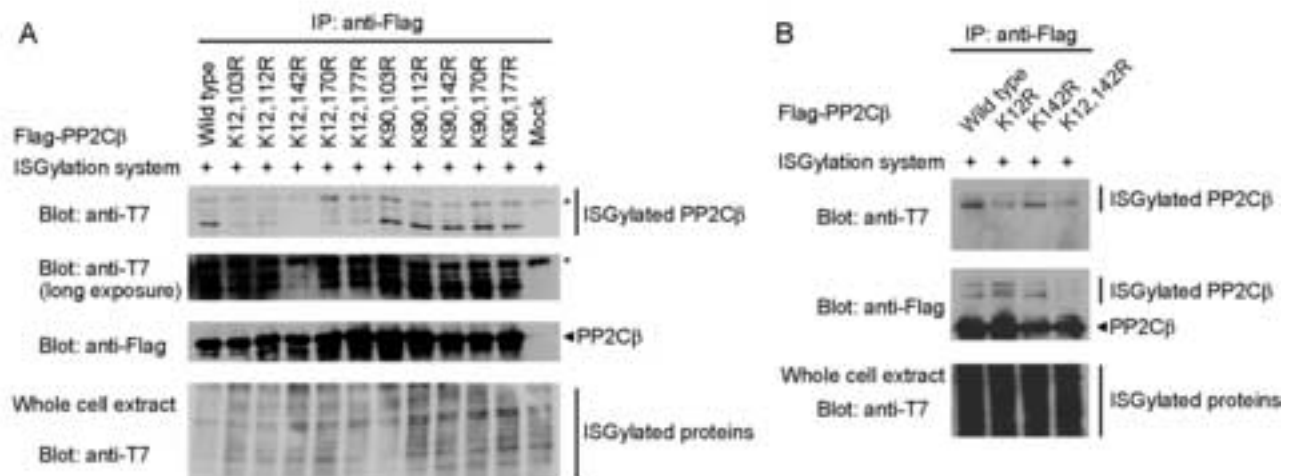 A
IP: anti-Flag
Flag-PP2Cβ
Wild type
K12,103R
K12,112R
K12,142R
K12,170R
K12,177R
K90,103R
K90,112R
K90,142R
K90,170R
K90,177R
Mock
ISGylation system + + + + + + + + + + + +
Blot: anti-T7
*
ISGylated PP2Cβ
Blot: anti-T7
(long exposure)
*
Blot: anti-Flag
◄PP2Cβ
Whole cell extract
Blot: anti-T7
ISGylated proteins
B
IP: anti-Flag
Flag-PP2Cβ
Wild type
K12R
K142R
K12,142R
ISGylation system + + + +
Blot: anti-T7
ISGylated PP2Cβ
Blot: anti-Flag
ISGylated PP2Cβ
◄PP2Cβ
Whole cell extract
Blot: anti-T7
ISGylated proteins